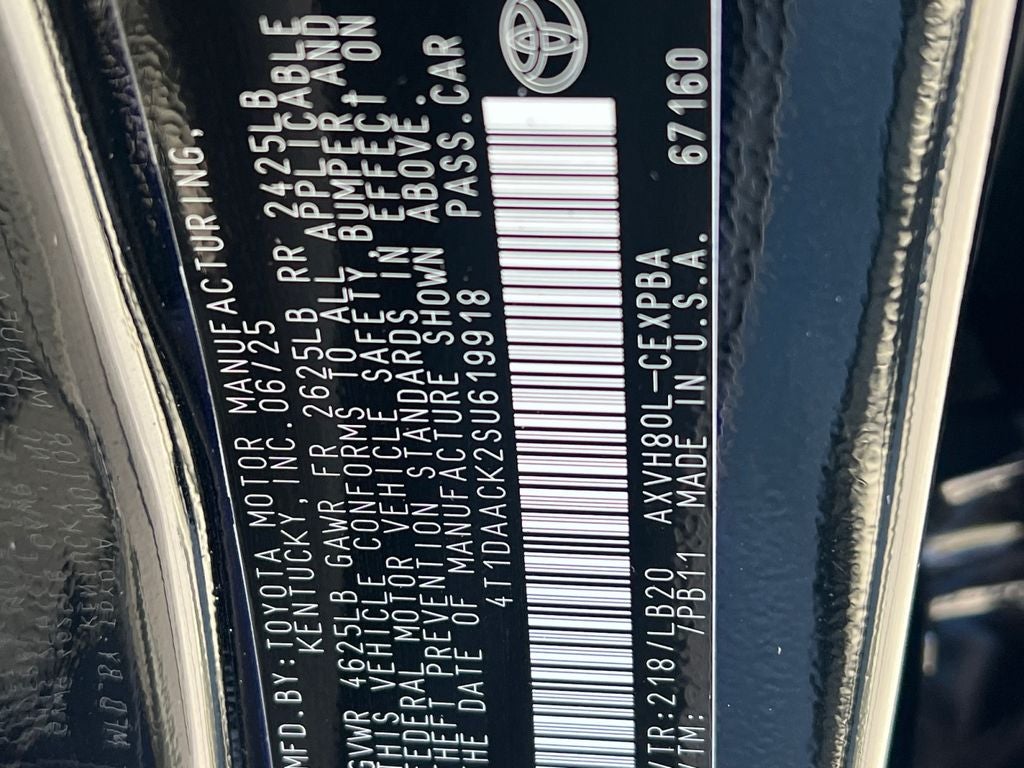 MFD.BY:TOYOTA MOTOR MANUFACTURING,
KENTUCKY, INC. 06/25
GVWR 4625LB GAWR FR 2625LB RR 2425LB
THIS VEHICLE CONFORMS TO ALL APPLICABLE
FEDERAL MOTOR VEHICLE SAFETY,BUMPER,AND
THEFT PREVENTION STANDARDS IN EFFECT ON
THE DATE OF MANUFACTURE SHOWN ABOVE.
4T1DAACK2SU619918 PASS.CAR
/TR:218/LB20 AXVH80L-CEXPBA
/TM: /PB11 MADE IN U.S.A. 67160